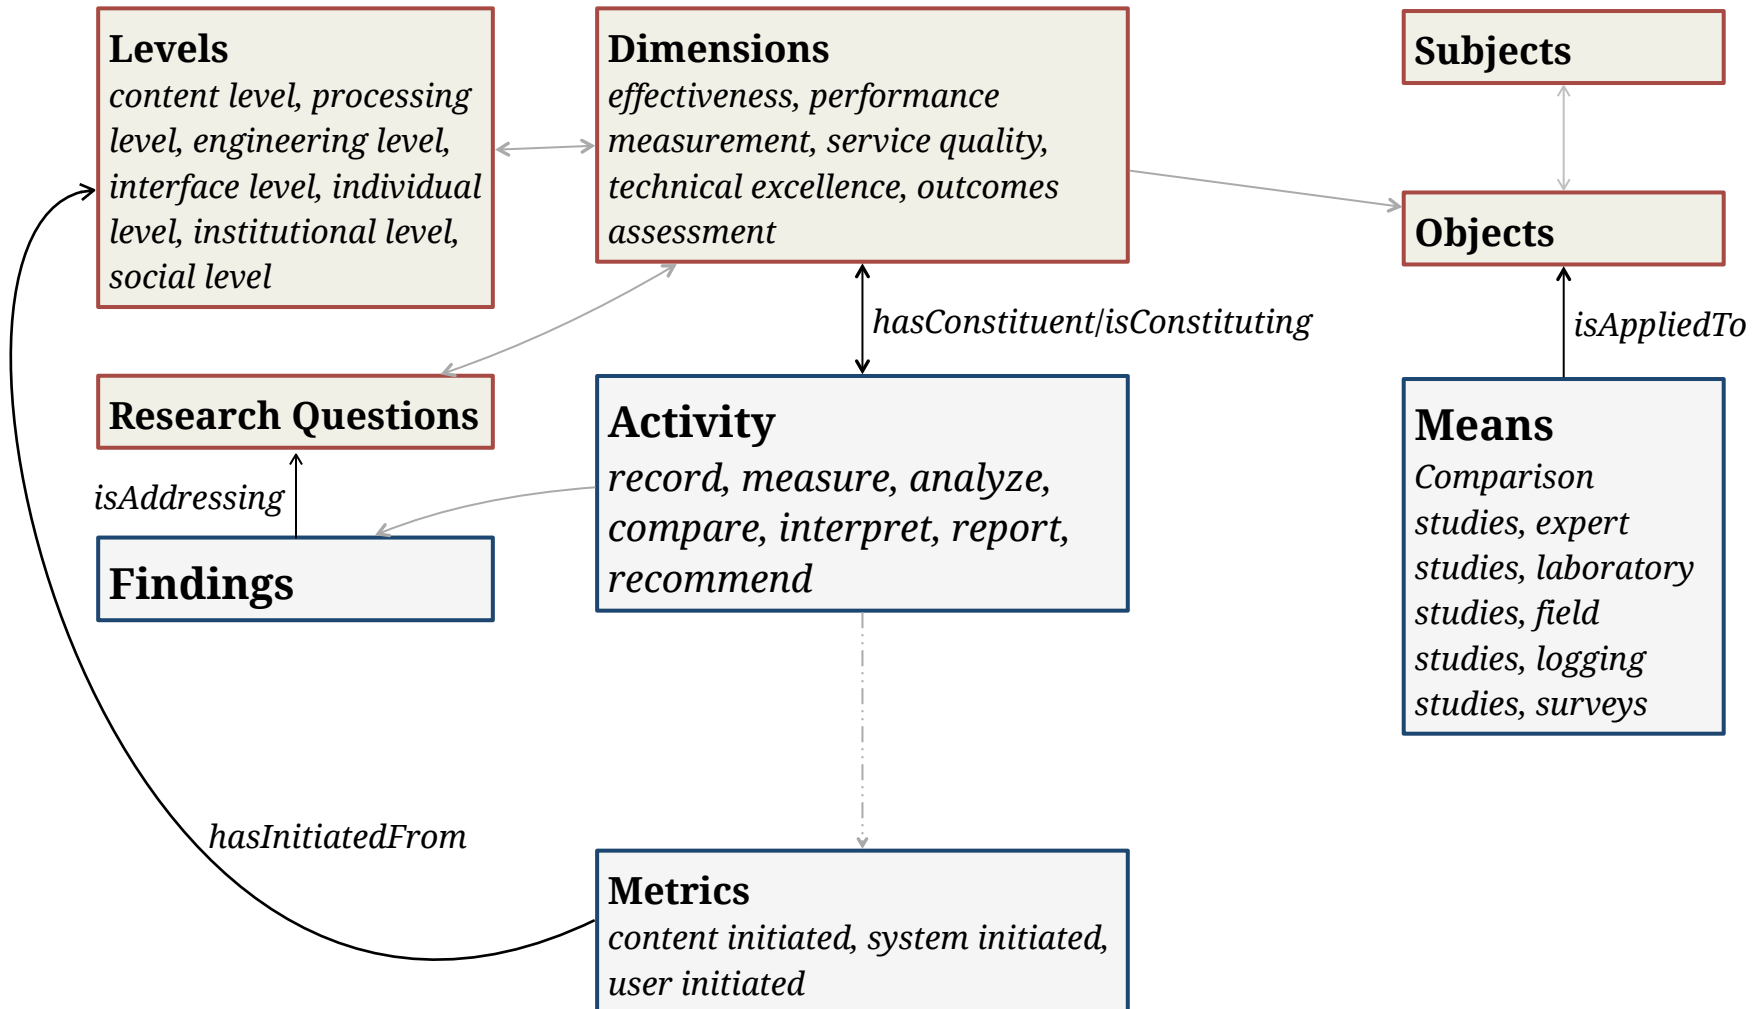 Levels
content level, processing
level, engineering level,
interface level, individual
level, institutional level,
social level
Dimensions
effectiveness, performance
measurement, service quality,
technical excellence, outcomes
assessment
Subjects
Objects
hasConstituent/isConstituting
isAppliedTo
Research Questions
isAddressing
Findings
Activity
record, measure, analyze,
compare, interpret, report,
recommend
Means
Comparison
studies, expert
studies, laboratory
studies, field
studies, logging
studies, surveys
hasInitiatedFrom
Metrics
content initiated, system initiated,
user initiated